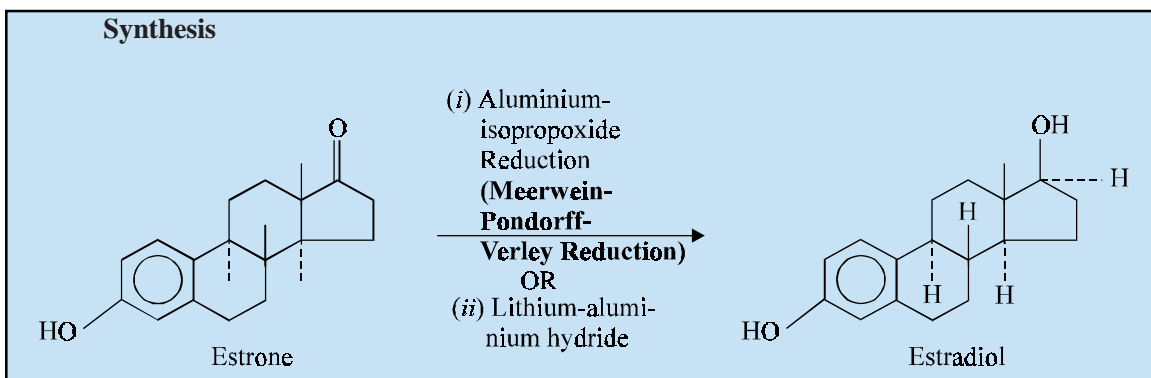 Synthesis
O
HO
Estrone
(i) Aluminium-
isopropoxide
Reduction
(Meerwein-
Pondorff-
Verley Reduction)
OR
(ii) Lithium-alumi-
nium hydride
OH
H
H
H
H
HO
Estradiol